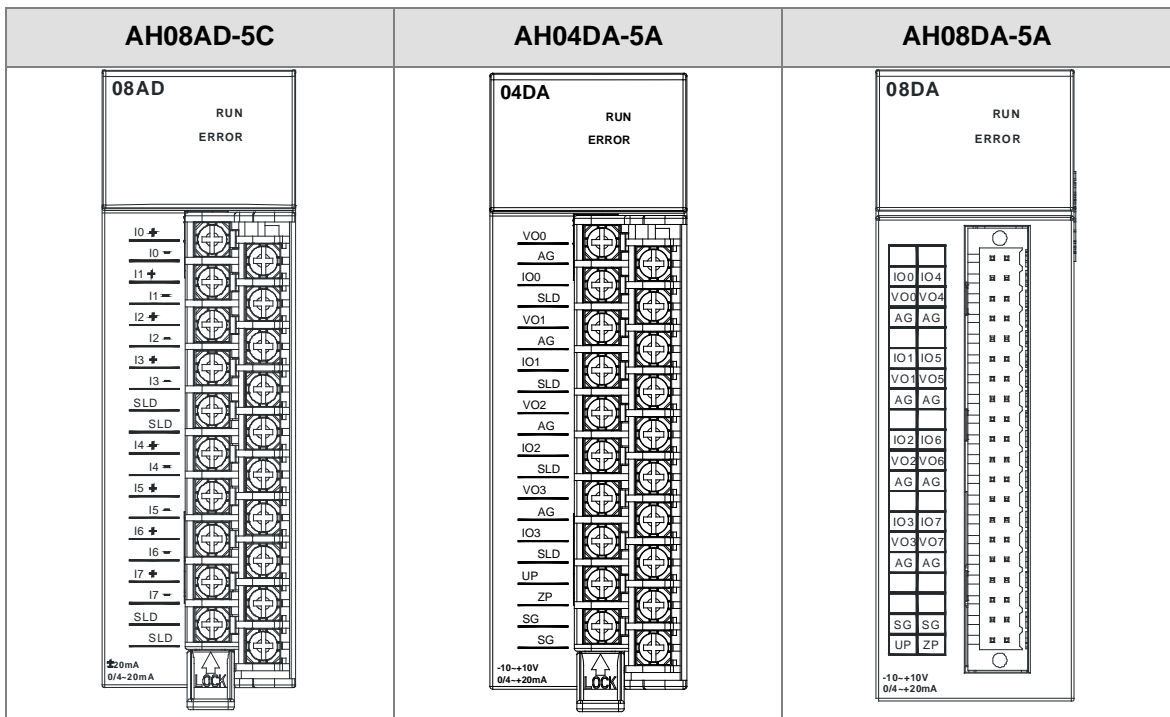 AH08AD-5C
AH04DA-5A
AH08DA-5A
08AD
RUN
ERROR
I0 +
I0 -
I1 +
I1 -
I2 +
I2 -
I3 +
I3 -
SLD
SLD
I4 +
I4 -
I5 +
I5 -
I6 +
I6 -
I7 +
I7 -
SLD
SLD
±20mA
0/4~20mA
LOCK
04DA
RUN
ERROR
VO0
AG
IO0
SLD
VO1
AG
IO1
SLD
VO2
AG
IO2
SLD
VO3
AG
IO3
SLD
UP
ZP
SG
SG
-10~+10V
0/4~+20mA
LOCK
08DA
RUN
ERROR
IO0 IO4
VO0 VO4
AG AG
IO1 IO5
VO1 VO5
AG AG
IO2 IO6
VO2 VO6
AG AG
IO3 IO7
VO3 VO7
AG AG
SG SG
UP ZP
-10~+10V
0/4~+20mA